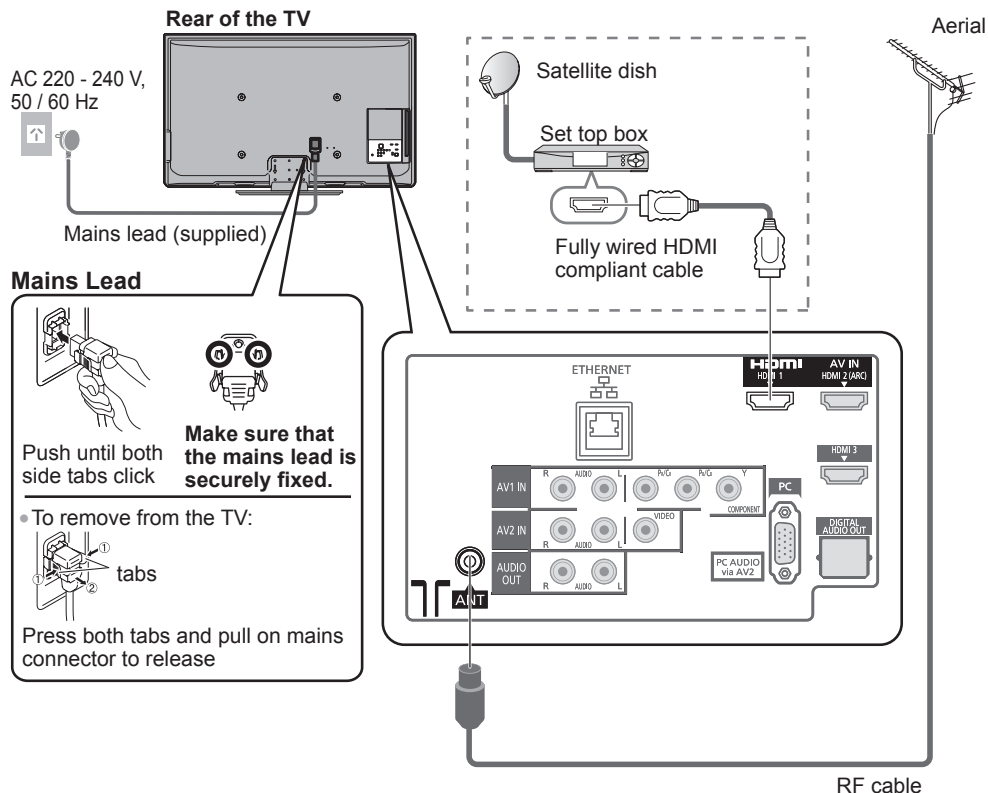 Rear of the TV
Aerial
AC 220 - 240 V,
50 / 60 Hz
Satellite dish
Set top box
Fully wired HDMI
compliant cable
Mains lead (supplied)
Mains Lead
Push until both
side tabs click
Make sure that
the mains lead is
securely fixed.
• To remove from the TV:
①
① tabs
②
Press both tabs and pull on mains
connector to release
ETHERNET
HDMI
HDMI 1
AV IN
HDMI 2 (ARC)
HDMI 3
AV1 IN
R AUDIO L
PR/CR PB/CB Y
COMPONENT
PC
AV2 IN
R AUDIO L
VIDEO
DIGITAL
AUDIO OUT
AUDIO
OUT
R AUDIO L
PC AUDIO
via AV2
ANT
RF cable